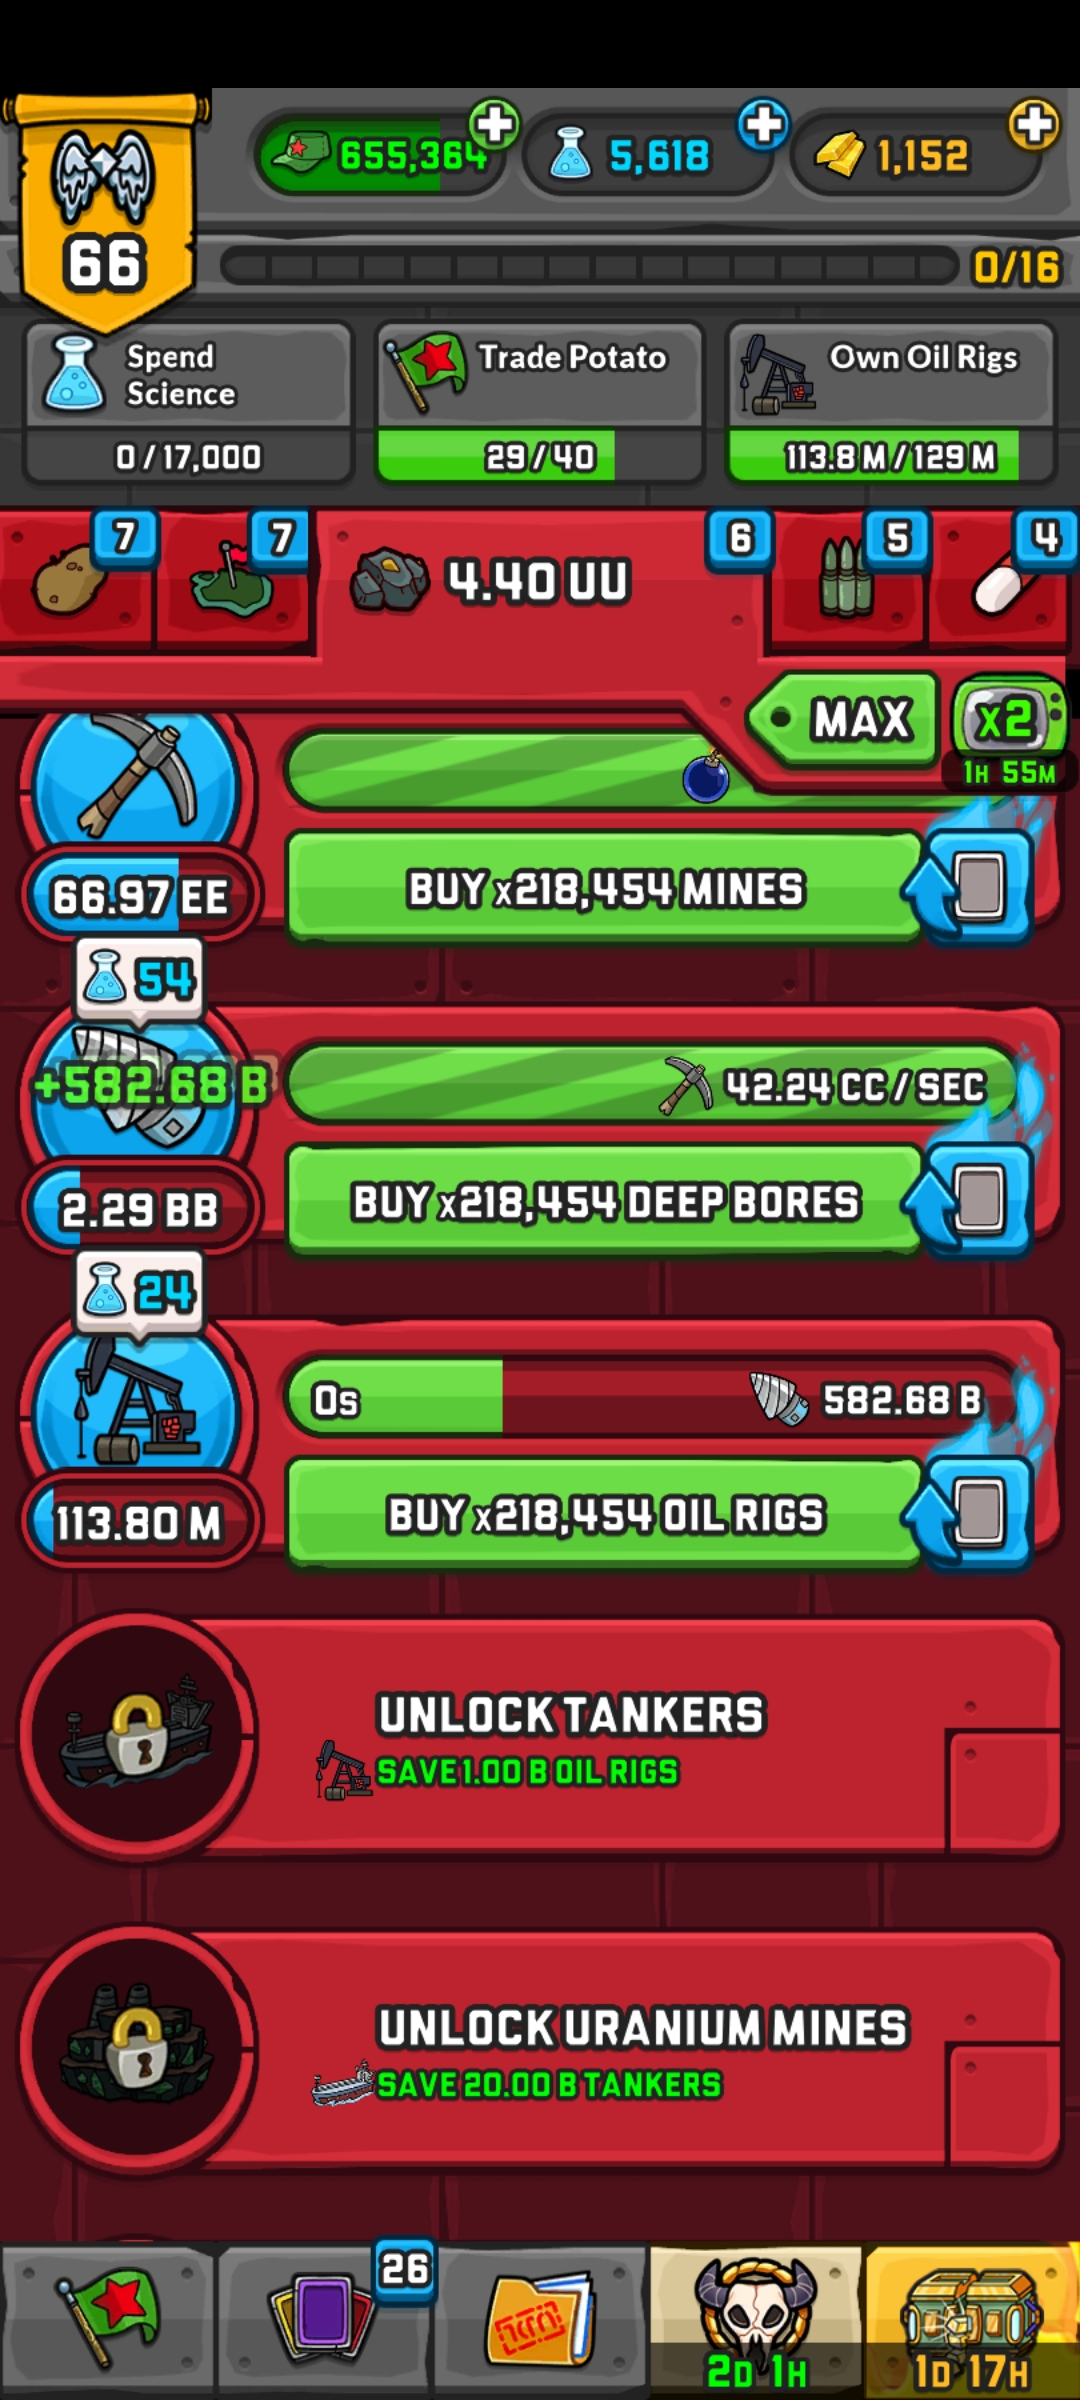 66
655,364
5,618
1,152
0/16
Spend
Science
0/17,000
Trade Potato
29/40
Own Oil Rigs
113.8 M/129 M
7
7
4.40 UU
6
5
4
MAX
x2
1H 55M
66.97 EE
BUY x218,454 MINES
54
+582.68 B
42.24 CC/SEC
2.29 BB
BUY x218,454 DEEP BORES
24
0s
582.68 B
113.80 M
BUY x218,454 OIL RIGS
UNLOCK TANKERS
SAVE 1.00 B OIL RIGS
UNLOCK URANIUM MINES
SAVE 20.00 B TANKERS
26
2D 1H
1D 17H